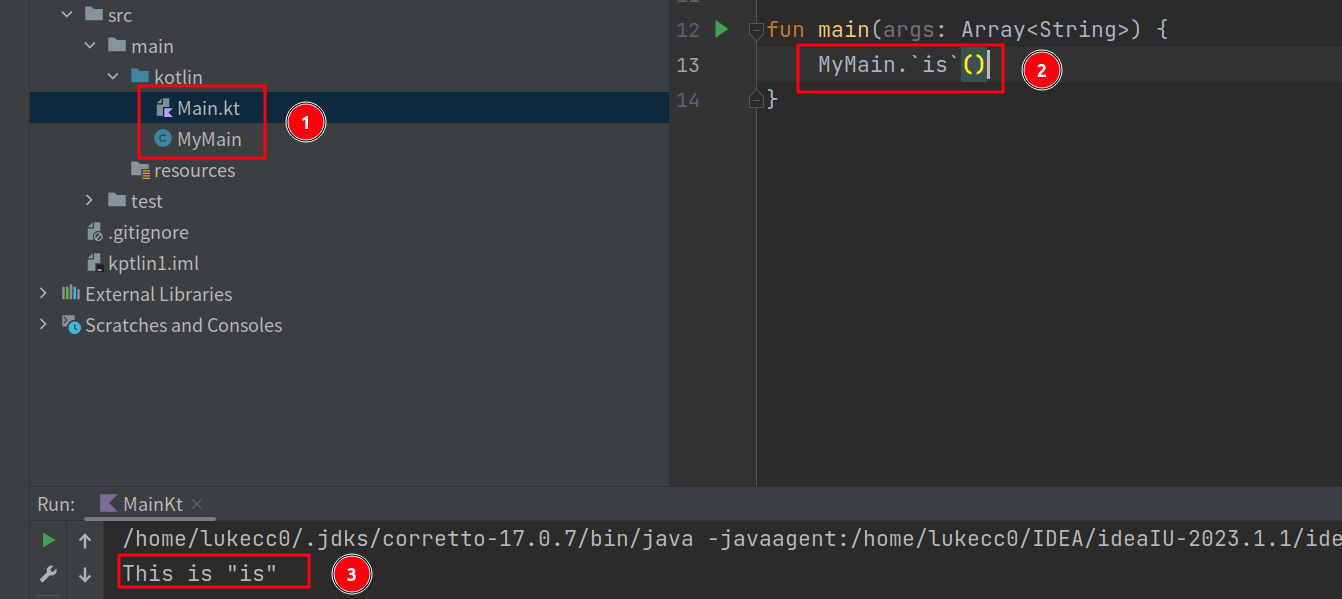 src
main
kotlin
Main.kt
MyMain
1
resources
test
.gitignore
kptlin1.iml
External Libraries
Scratches and Consoles
12 fun main(args: Array<String>) {
13 MyMain.`is`()
2
14 }
Run: MainKt ×
/home/lukecc0/.jdks/corretto-17.0.7/bin/java -javaagent:/home/lukecc0/IDEA/ideaIU-2023.1.1/ide
This is "is"
3